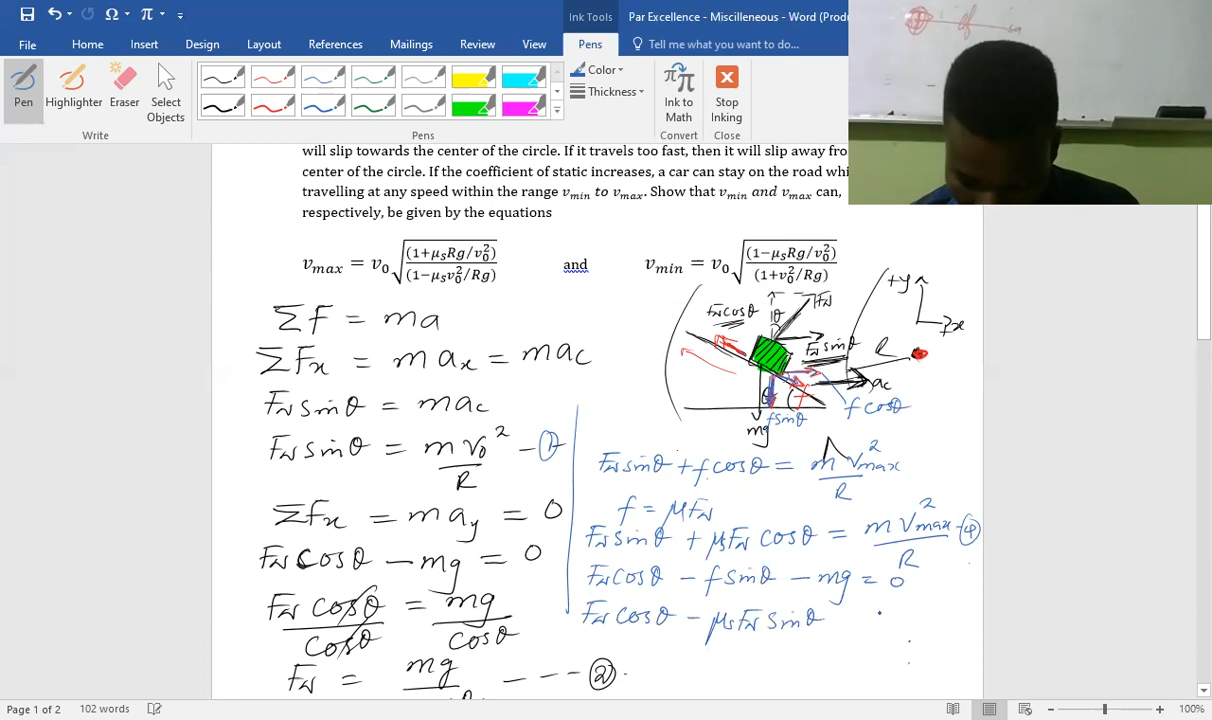 Ink Tools
Par Excellence - Miscilleneous - Word (Produ
File Home Insert Design Layout References Mailings Review View Pens Tell me what you want to do...
Pen Highlighter Eraser Select Objects
Color
Thickness
Ink to Math
Stop Inking
Write Pens Convert Close
will slip towards the center of the circle. If it travels too fast, then it will slip away fro
center of the circle. If the coefficient of static increases, a car can stay on the road whi
travelling at any speed within the range v_min to v_max. Show that v_min and v_max can,
respectively, be given by the equations
v_max = v_0 √((1+μ_sRg/v_0^2)/(1−μ_sv_0^2/Rg)) and v_min = v_0 √((1−μ_sRg/v_0^2)/(1+v_0^2/Rg))
ΣF = ma
ΣFx = max = mac
FN sinθ = mac
FN sinθ = mv0²/R - ①
ΣFx = may = 0
FN cosθ - mg = 0
FN cosθ/cosθ = mg/cosθ
FN = mg ---- ②
FN cosθ
θ
FN
FN sinθ
+y
+x
R
ac
f
θ
f sinθ
f cosθ
mg
FN sinθ + f cosθ = m v²max/R
f = μFN
FN sinθ + μsFN cosθ = m v²max/R - ④
FN cosθ - f sinθ - mg = 0
FN cosθ - μsFN sinθ
Page 1 of 2 102 words 100%